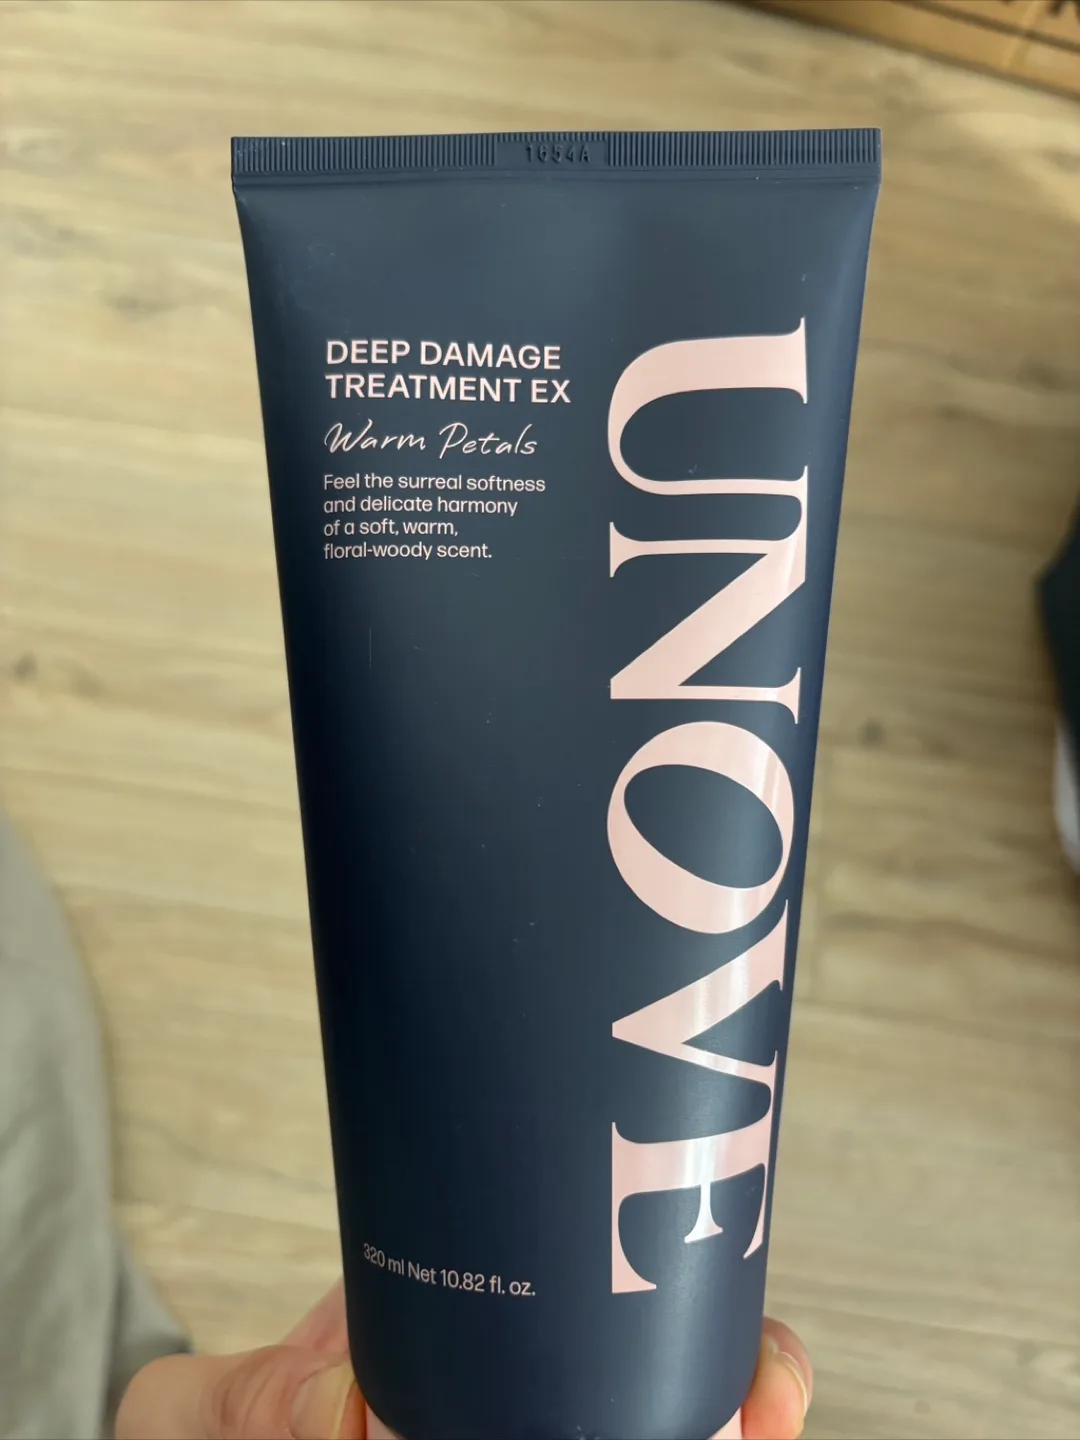 1654A
DEEP DAMAGE
TREATMENT EX
Warm Petals
Feel the surreal softness
and delicate harmony
of a soft, warm,
floral-woody scent.
UNOVE
320 ml Net 10.82 fl. oz.